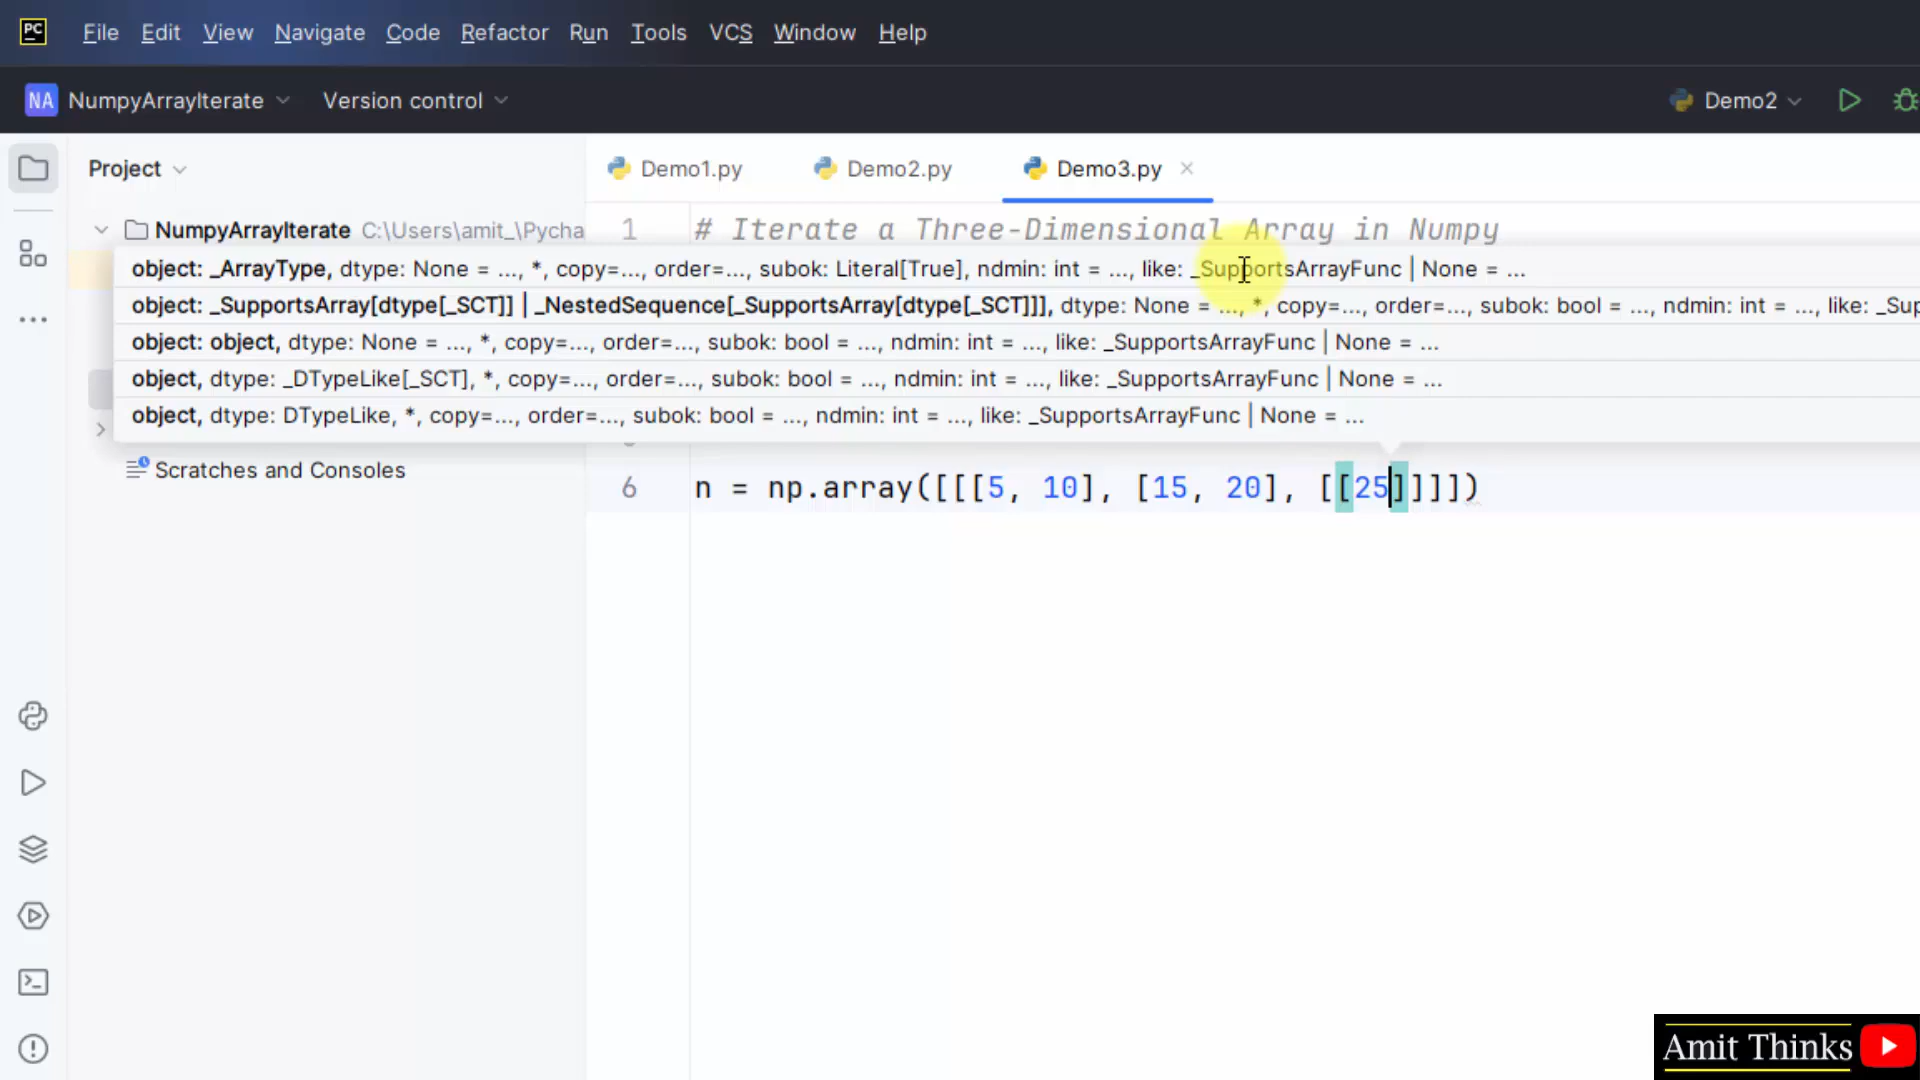 PC File Edit View Navigate Code Refactor Run Tools VCS Window Help
NA NumpyArrayIterate Version control Demo2
Project Demo1.py Demo2.py Demo3.py
NumpyArrayIterate C:\Users\amit_\Pycha
1 # Iterate a Three-Dimensional Array in Numpy
object: _ArrayType, dtype: None = ..., *, copy=..., order=..., subok: Literal[True], ndmin: int = ..., like: _SupportsArrayFunc | None = ...
object: _SupportsArray[dtype[_SCT]] | _NestedSequence[_SupportsArray[dtype[_SCT]]], dtype: None = ..., *, copy=..., order=..., subok: bool = ..., ndmin: int = ..., like: _Sup
object: object, dtype: None = ..., *, copy=..., order=..., subok: bool = ..., ndmin: int = ..., like: _SupportsArrayFunc | None = ...
object, dtype: _DTypeLike[_SCT], *, copy=..., order=..., subok: bool = ..., ndmin: int = ..., like: _SupportsArrayFunc | None = ...
object, dtype: DTypeLike, *, copy=..., order=..., subok: bool = ..., ndmin: int = ..., like: _SupportsArrayFunc | None = ...
Scratches and Consoles
6 n = np.array([[[5, 10], [15, 20], [[25]]]])
Amit Thinks